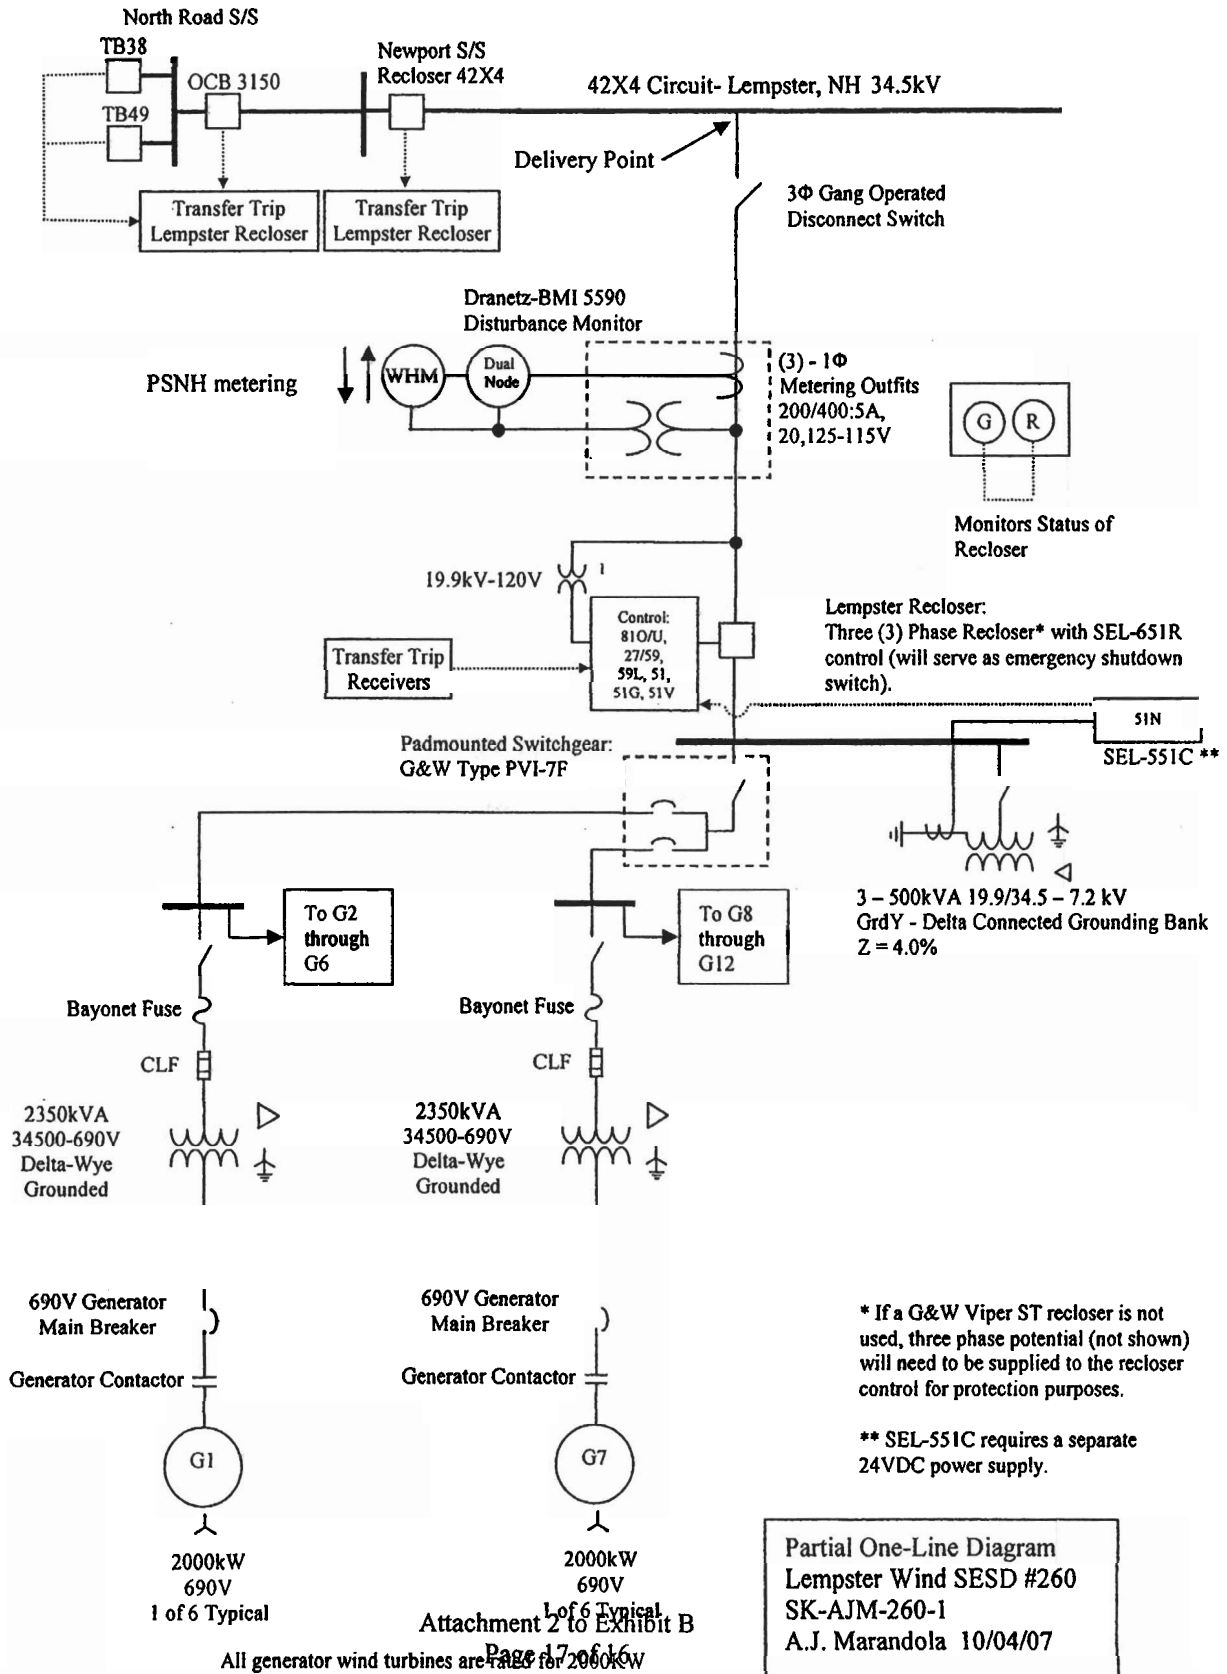 North Road S/S
TB38
OCB 3150
TB49
Newport S/S
Recloser 42X4
42X4 Circuit- Lempster, NH 34.5kV
Delivery Point
3Φ Gang Operated
Disconnect Switch
Transfer Trip
Lempster Recloser
Transfer Trip
Lempster Recloser
Dranetz-BMI 5590
Disturbance Monitor
PSNH metering
WHM
Dual
Node
(3) - 1Φ
Metering Outfits
200/400:5A,
20,125-115V
G
R
Monitors Status of
Recloser
19.9kV-120V
1
Control:
81O/U,
27/59,
59L, 51,
51G, 51V
Transfer Trip
Receivers
Lempster Recloser:
Three (3) Phase Recloser* with SEL-651R
control (will serve as emergency shutdown
switch).
51N
SEL-551C **
Padmounted Switchgear:
G&W Type PVI-7F
3 – 500kVA 19.9/34.5 – 7.2 kV
GrdY - Delta Connected Grounding Bank
Z = 4.0%
To G2
through
G6
To G8
through
G12
Bayonet Fuse
Bayonet Fuse
CLF
CLF
2350kVA
34500-690V
Delta-Wye
Grounded
2350kVA
34500-690V
Delta-Wye
Grounded
690V Generator
Main Breaker
690V Generator
Main Breaker
Generator Contactor
Generator Contactor
G1
G7
2000kW
690V
1 of 6 Typical
2000kW
690V
1 of 6 Typical
* If a G&W Viper ST recloser is not
used, three phase potential (not shown)
will need to be supplied to the recloser
control for protection purposes.
** SEL-551C requires a separate
24VDC power supply.
Partial One-Line Diagram
Lempster Wind SESD #260
SK-AJM-260-1
A.J. Marandola 10/04/07
Attachment 2 to Exhibit B
Page 17 of 16
All generator wind turbines are rated for 2000kW